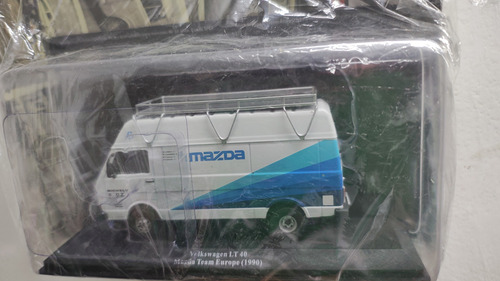 mazda
Volkswagen LT 40
Mazda Team Europe (1990)